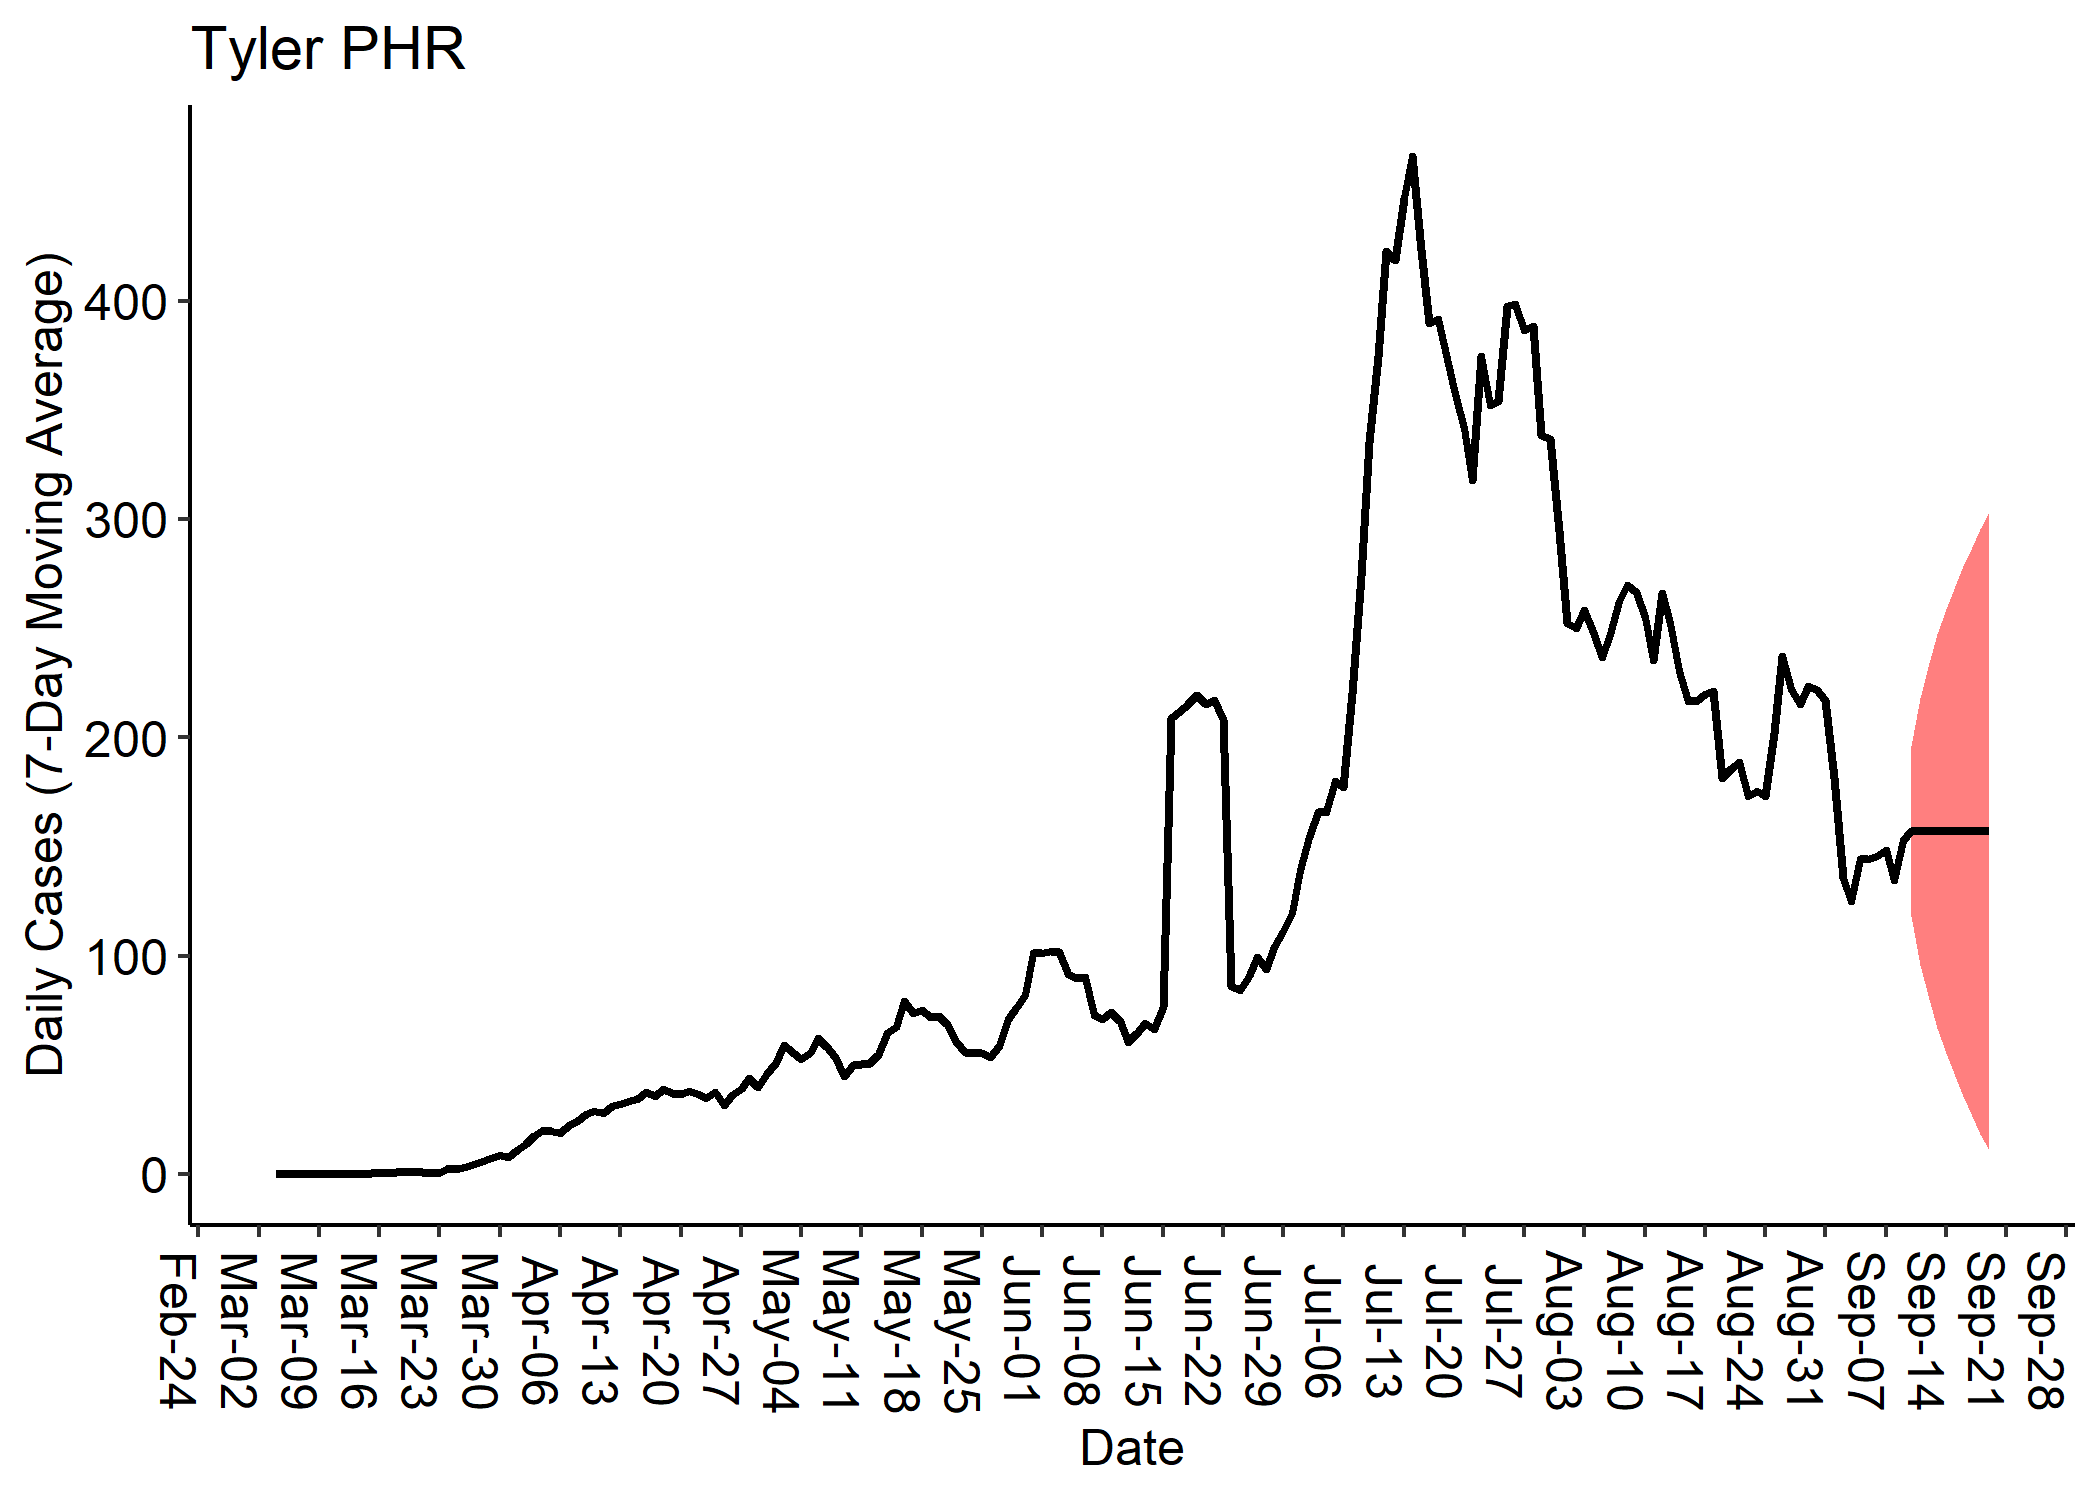 Tyler PHR
Daily Cases (7-Day Moving Average)
400
300
200
100
0
Feb-24
Mar-02
Mar-09
Mar-16
Mar-23
Mar-30
Apr-06
Apr-13
Apr-20
Apr-27
May-04
May-11
May-18
May-25
Jun-01
Jun-08
Jun-15
Jun-22
Jun-29
Jul-06
Jul-13
Jul-20
Jul-27
Aug-03
Aug-10
Aug-17
Aug-24
Aug-31
Sep-07
Sep-14
Sep-21
Sep-28
Date